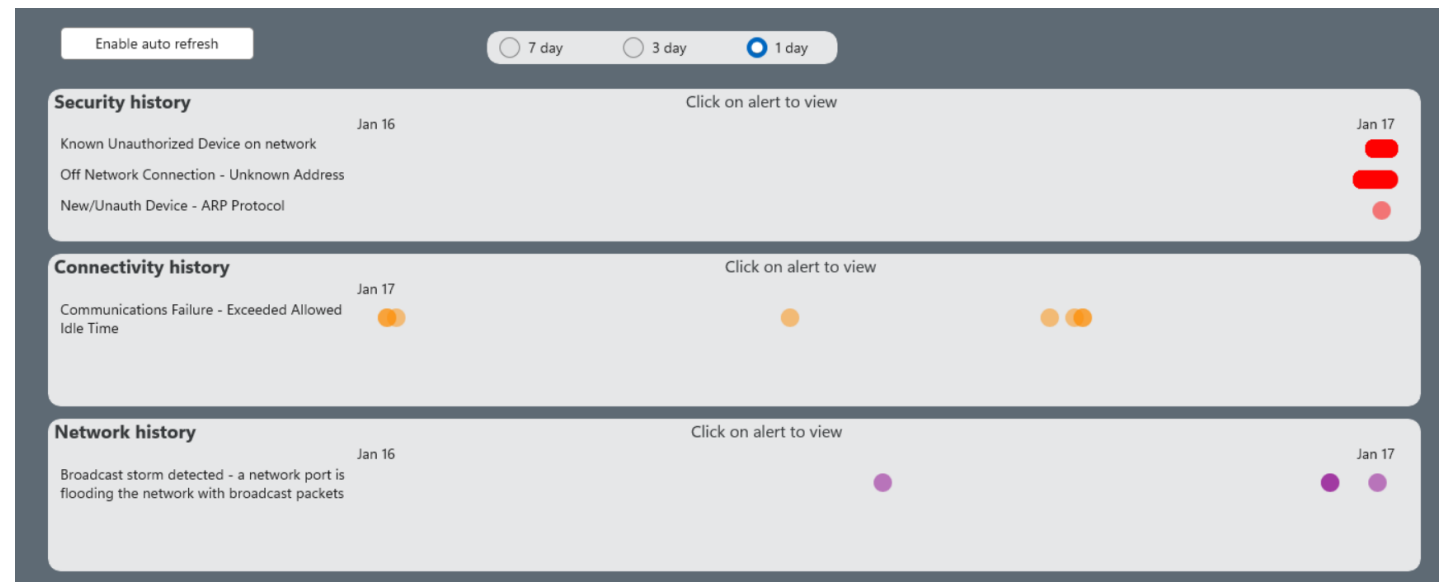 Enable auto refresh
7 day
3 day
1 day
Security history
Click on alert to view
Jan 16
Jan 17
Known Unauthorized Device on network
Off Network Connection - Unknown Address
New/Unauth Device - ARP Protocol
Connectivity history
Click on alert to view
Jan 17
Communications Failure - Exceeded Allowed
Idle Time
Network history
Click on alert to view
Jan 16
Jan 17
Broadcast storm detected - a network port is
flooding the network with broadcast packets